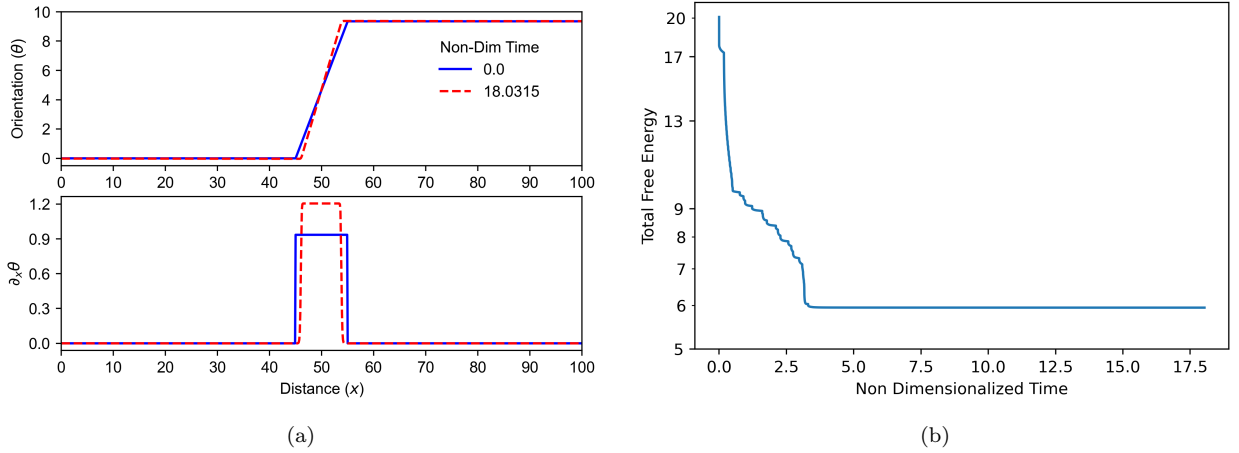 Orientation (θ)
10
8
6
4
2
0
Non-Dim Time
0.0
18.0315
0 10 20 30 40 50 60 70 80 90 100
∂ₓθ
1.2
0.9
0.6
0.3
0.0
0 10 20 30 40 50 60 70 80 90 100
Distance (x)
(a)
Total Free Energy
20
17
13
9
8
7
6
5
0.0 2.5 5.0 7.5 10.0 12.5 15.0 17.5
Non Dimensionalized Time
(b)